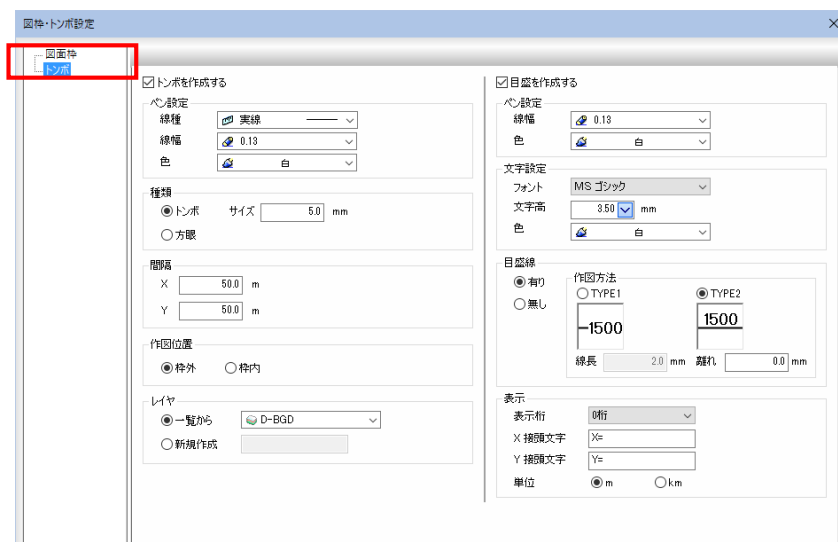 図枠・トンボ設定
図面枠
トンボ
トンボを作成する
ペン設定
線種 実線
線幅 0.13
色 白
種類
トンボ サイズ 5.0 mm
方眼
間隔
X 50.0 m
Y 50.0 m
作図位置
枠外 枠内
レイヤ
一覧から D-BGD
新規作成
目盛を作成する
ペン設定
線幅 0.13
色 白
文字設定
フォント MS ゴシック
文字高 3.50 mm
色 白
目盛線
有り
無し
作図方法
TYPE1 TYPE2
1500 1500
線長 2.0 mm 離れ 0.0 mm
表示
表示桁 0桁
X 接頭文字 X=
Y 接頭文字 Y=
単位 m km